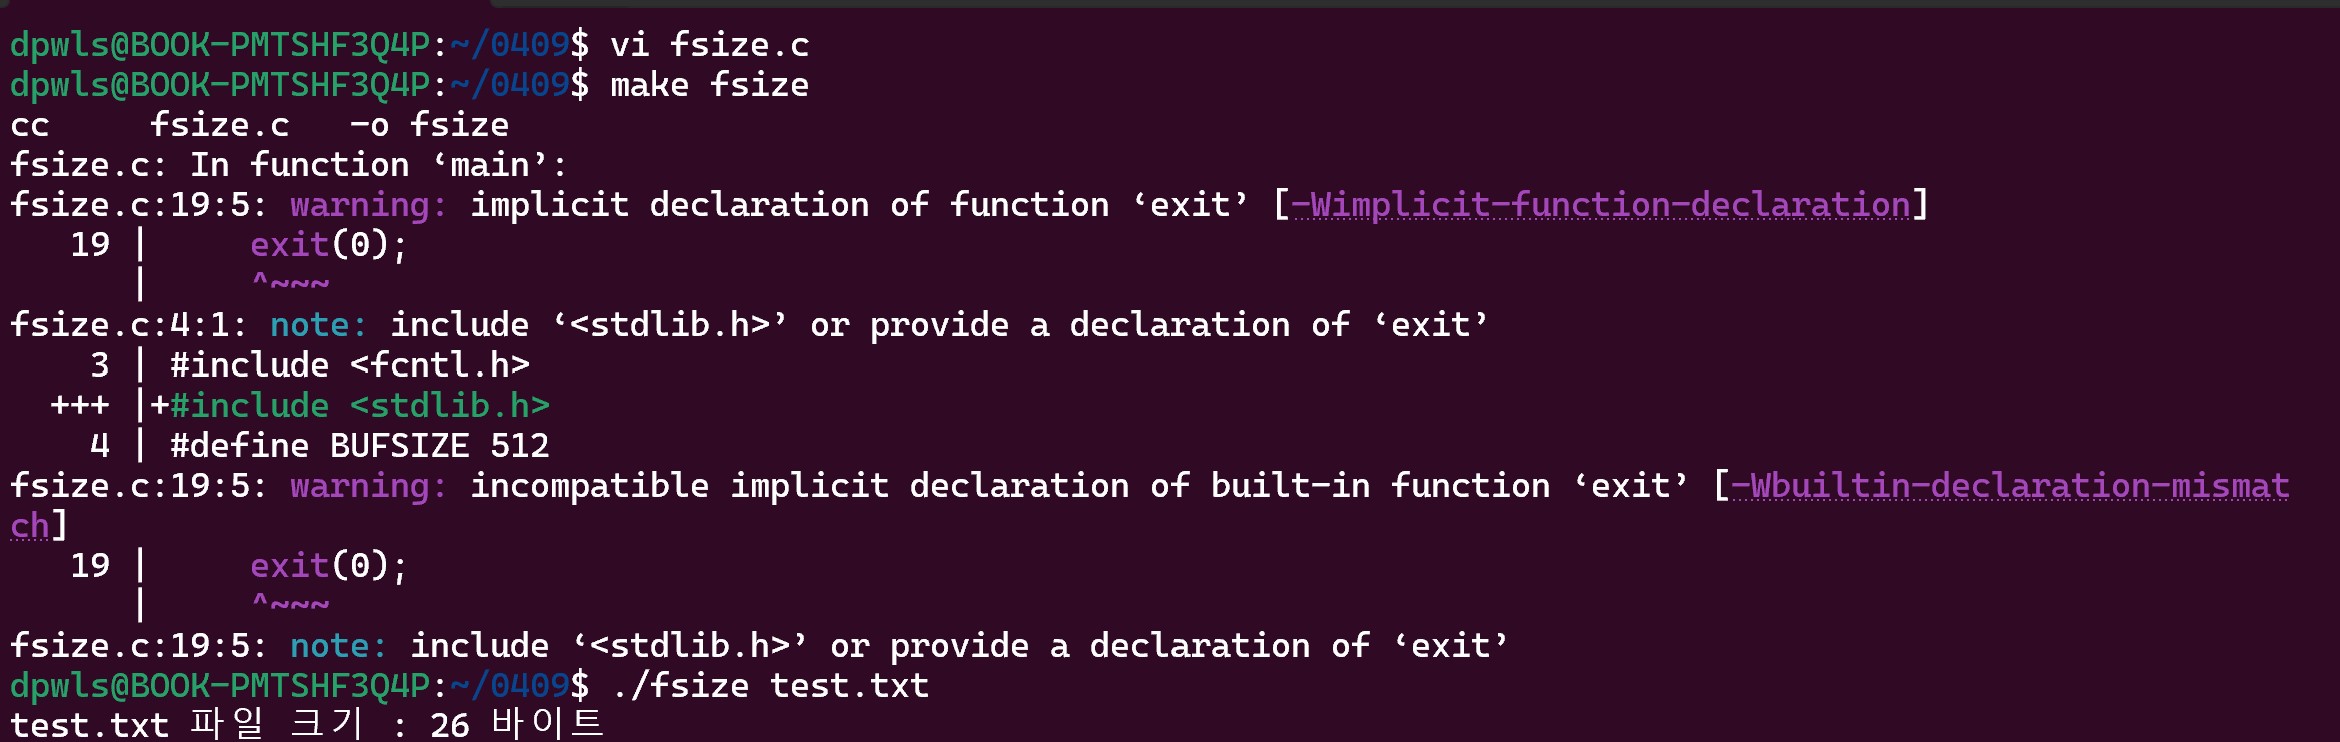 dpwls@BOOK-PMTSHF3Q4P:~/0409$ vi fsize.c
dpwls@BOOK-PMTSHF3Q4P:~/0409$ make fsize
cc     fsize.c   -o fsize
fsize.c: In function ‘main’:
fsize.c:19:5: warning: implicit declaration of function ‘exit’ [-Wimplicit-function-declaration]
   19 |     exit(0);
      |     ^~~~
fsize.c:4:1: note: include ‘<stdlib.h>’ or provide a declaration of ‘exit’
    3 | #include <fcntl.h>
  +++ |+#include <stdlib.h>
    4 | #define BUFSIZE 512
fsize.c:19:5: warning: incompatible implicit declaration of built-in function ‘exit’ [-Wbuiltin-declaration-mismat
ch]
   19 |     exit(0);
      |     ^~~~
fsize.c:19:5: note: include ‘<stdlib.h>’ or provide a declaration of ‘exit’
dpwls@BOOK-PMTSHF3Q4P:~/0409$ ./fsize test.txt
test.txt 파일 크기 : 26 바이트